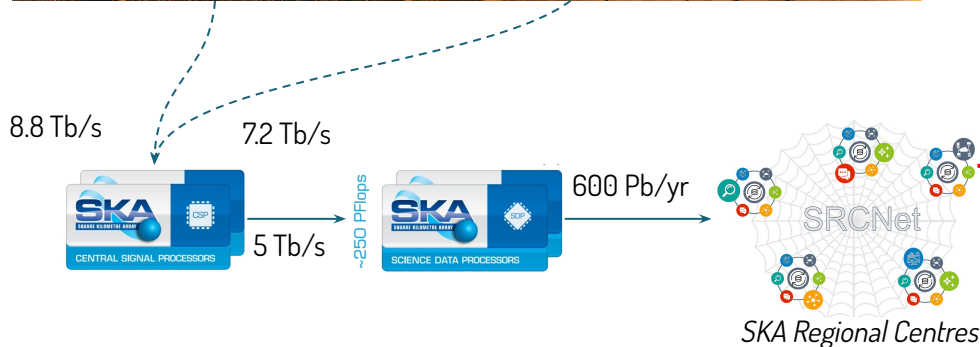 8.8 Tb/s
7.2 Tb/s
SKA
SQUARE KILOMETRE ARRAY
CSP
CENTRAL SIGNAL PROCESSORS
5 Tb/s
~250 PFlops
SKA
SQUARE KILOMETRE ARRAY
SDP
SCIENCE DATA PROCESSORS
600 Pb/yr
SRCNet
SKA Regional Centres